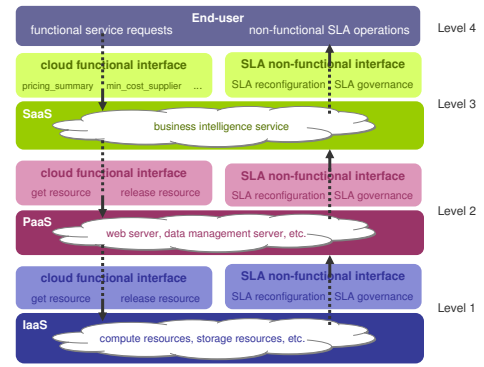 End-user
functional service requests non-functional SLA operations
Level 4
cloud functional interface SLA non-functional interface
pricing_summary min_cost_supplier ... SLA reconfiguration SLA governance
Level 3
SaaS
business intelligence service
cloud functional interface SLA non-functional interface
get resource release resource SLA reconfiguration SLA governance
Level 2
PaaS
web server, data management server, etc.
cloud functional interface SLA non-functional interface
get resource release resource SLA reconfiguration SLA governance
Level 1
IaaS
compute resources, storage resources, etc.